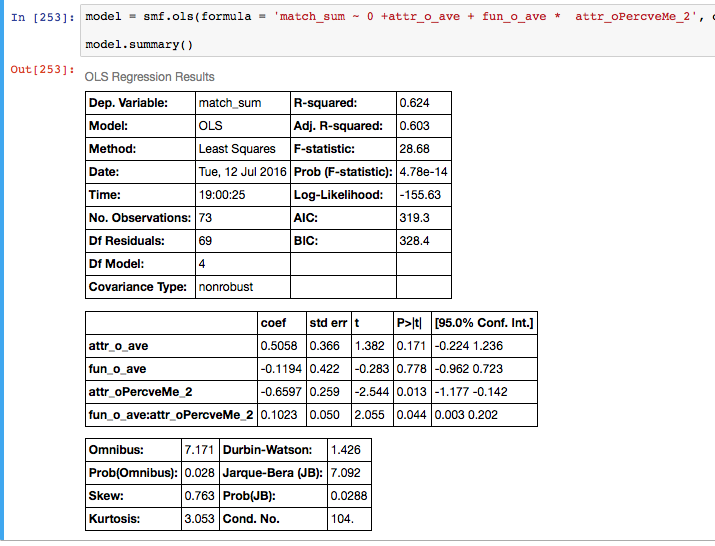 In [253]: model = smf.ols(formula = 'match_sum ~ 0 +attr_o_ave + fun_o_ave *  attr_oPercveMe_2',
model.summary()
Out[253]: OLS Regression Results
Dep. Variable: match_sum R-squared: 0.624
Model: OLS Adj. R-squared: 0.603
Method: Least Squares F-statistic: 28.68
Date: Tue, 12 Jul 2016 Prob (F-statistic): 4.78e-14
Time: 19:00:25 Log-Likelihood: -155.63
No. Observations: 73 AIC: 319.3
Df Residuals: 69 BIC: 328.4
Df Model: 4
Covariance Type: nonrobust
coef std err t P>|t| [95.0% Conf. Int.]
attr_o_ave 0.5058 0.366 1.382 0.171 -0.224 1.236
fun_o_ave -0.1194 0.422 -0.283 0.778 -0.962 0.723
attr_oPercveMe_2 -0.6597 0.259 -2.544 0.013 -1.177 -0.142
fun_o_ave:attr_oPercveMe_2 0.1023 0.050 2.055 0.044 0.003 0.202
Omnibus: 7.171 Durbin-Watson: 1.426
Prob(Omnibus): 0.028 Jarque-Bera (JB): 7.092
Skew: 0.763 Prob(JB): 0.0288
Kurtosis: 3.053 Cond. No. 104.